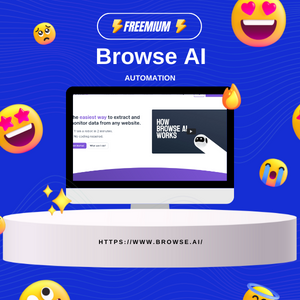 FREEMIUM
Browse AI
AUTOMATION
the easiest way to extract and
monitor data from any website.
HOW
BROWSE AI
WORKS
HTTPS://WWW.BROWSE.AI/